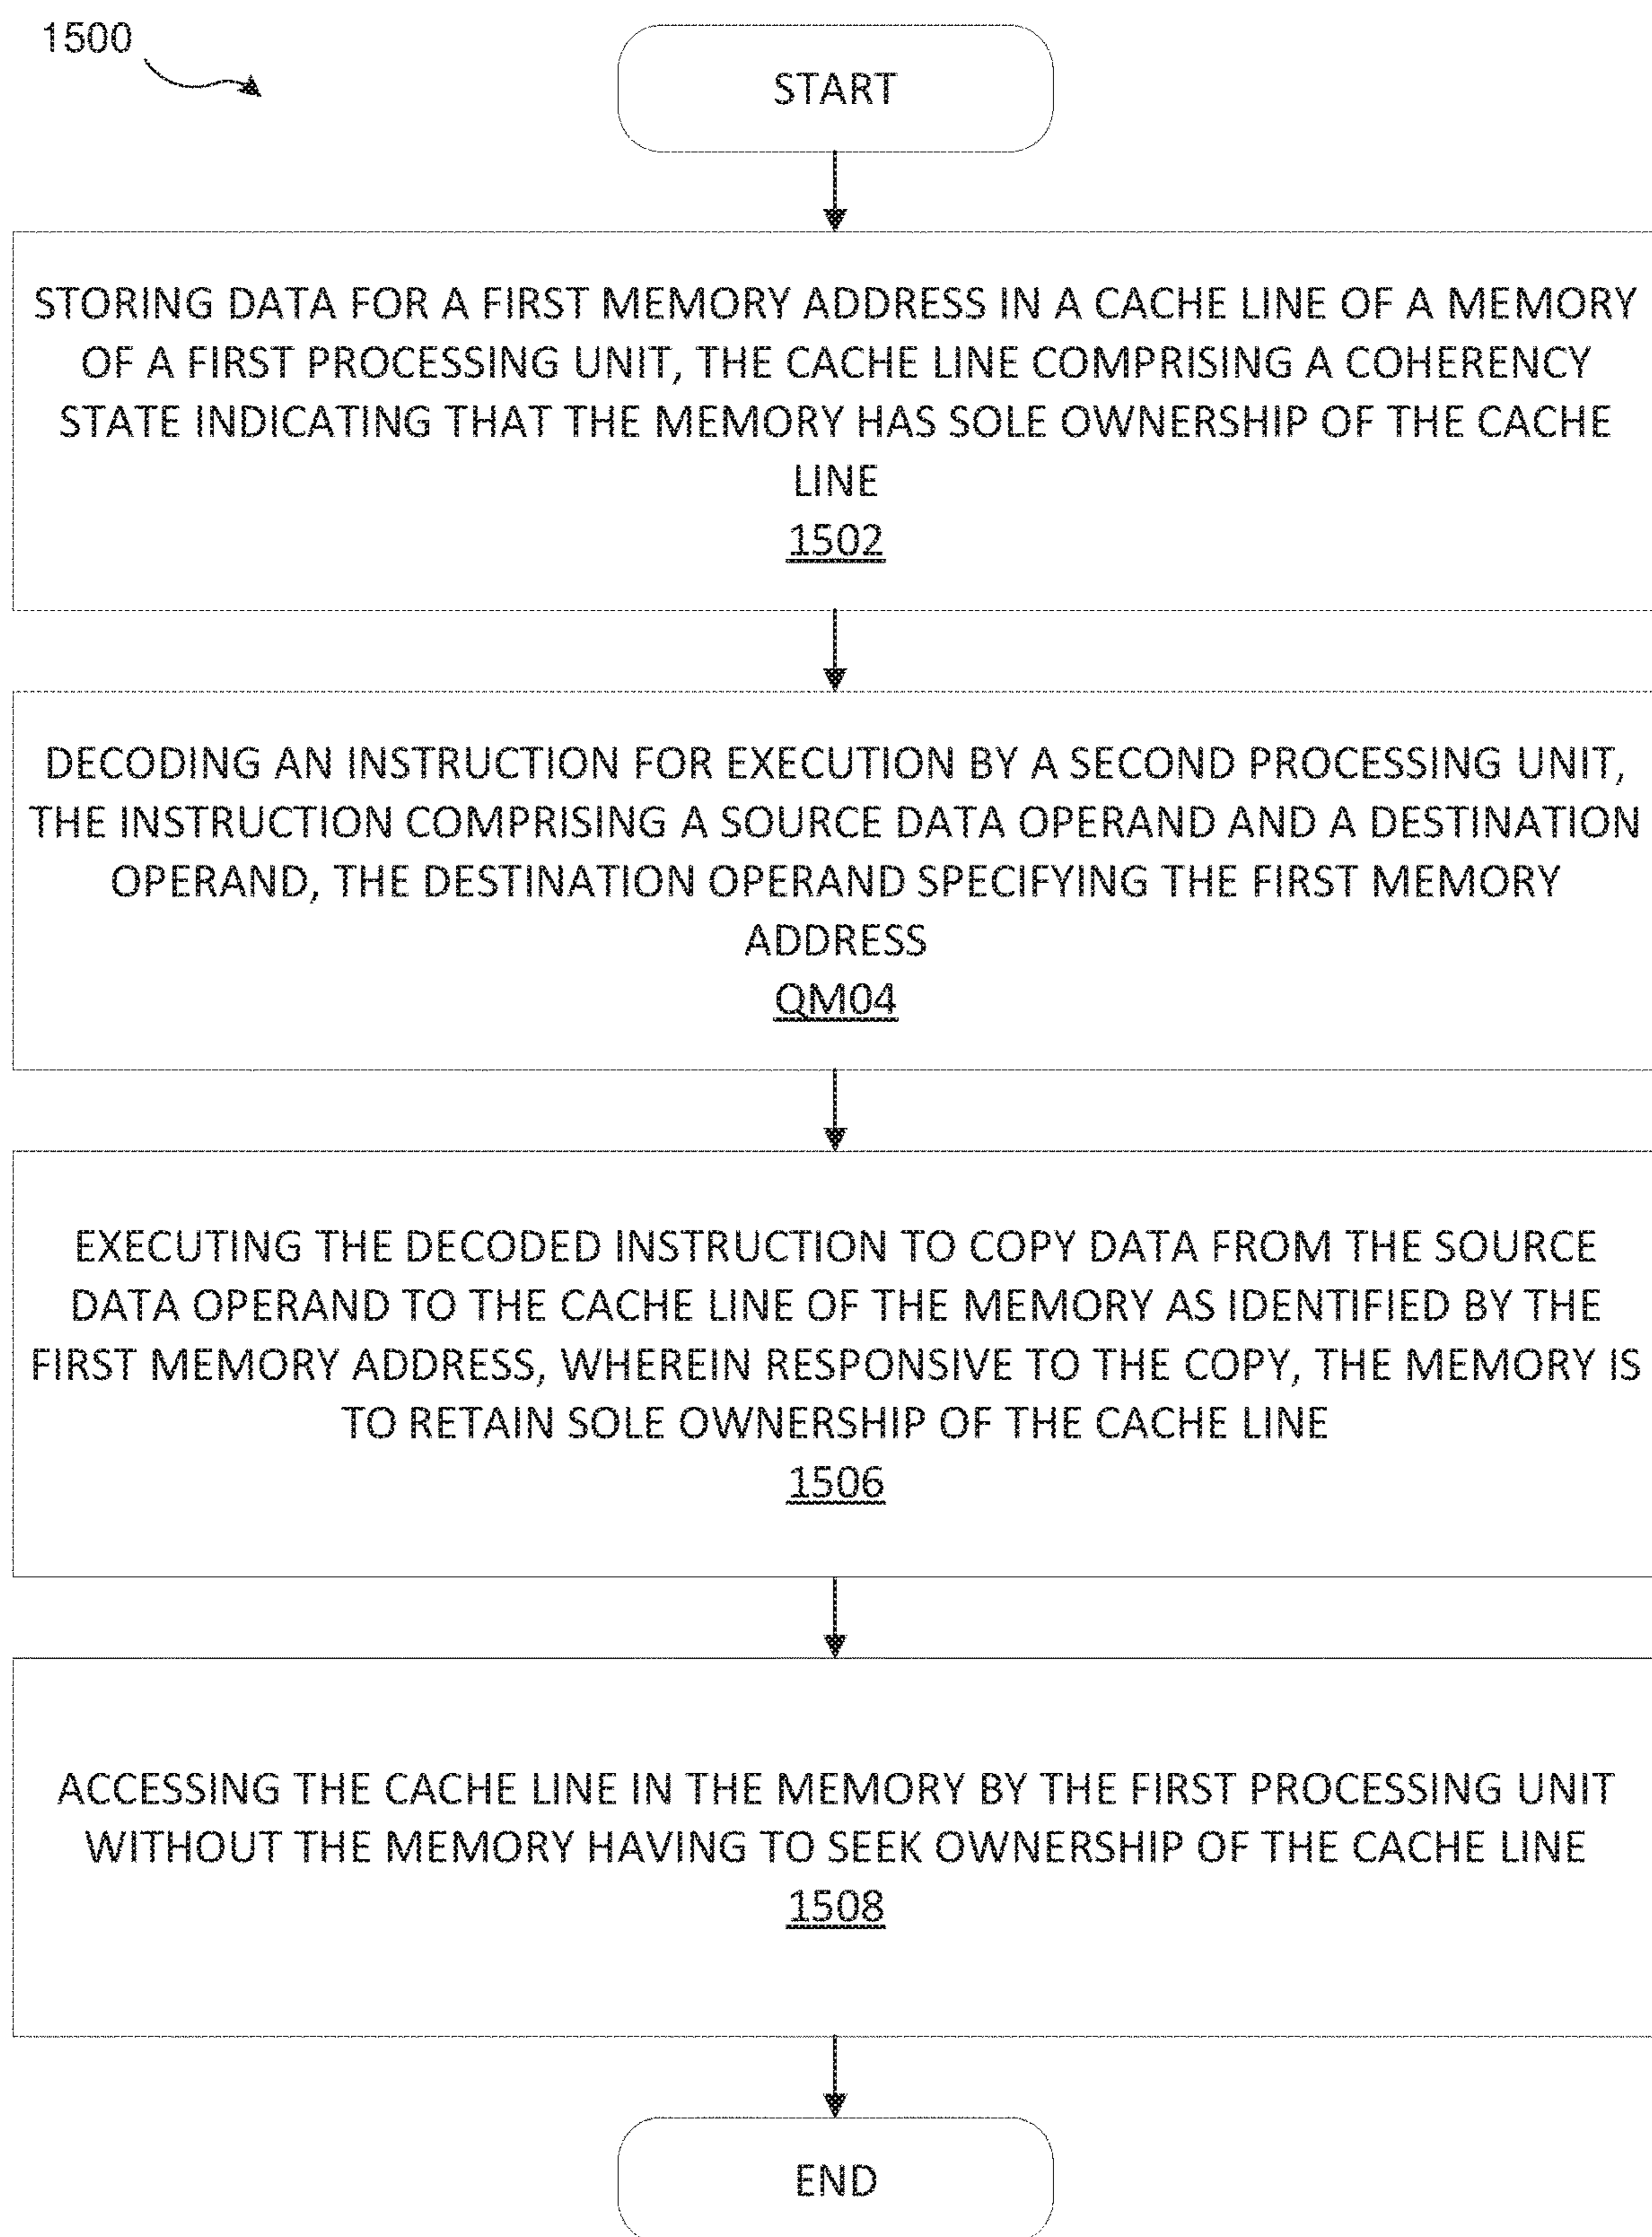 1500
START
STORING DATA FOR A FIRST MEMORY ADDRESS IN A CACHE LINE OF A MEMORY
OF A FIRST PROCESSING UNIT, THE CACHE LINE COMPRISING A COHERENCY
STATE INDICATING THAT THE MEMORY HAS SOLE OWNERSHIP OF THE CACHE
LINE
1502
DECODING AN INSTRUCTION FOR EXECUTION BY A SECOND PROCESSING UNIT,
THE INSTRUCTION COMPRISING A SOURCE DATA OPERAND AND A DESTINATION
OPERAND, THE DESTINATION OPERAND SPECIFYING THE FIRST MEMORY
ADDRESS
QM04
EXECUTING THE DECODED INSTRUCTION TO COPY DATA FROM THE SOURCE
DATA OPERAND TO THE CACHE LINE OF THE MEMORY AS IDENTIFIED BY THE
FIRST MEMORY ADDRESS, WHEREIN RESPONSIVE TO THE COPY, THE MEMORY IS
TO RETAIN SOLE OWNERSHIP OF THE CACHE LINE
1506
ACCESSING THE CACHE LINE IN THE MEMORY BY THE FIRST PROCESSING UNIT
WITHOUT THE MEMORY HAVING TO SEEK OWNERSHIP OF THE CACHE LINE
1508
END